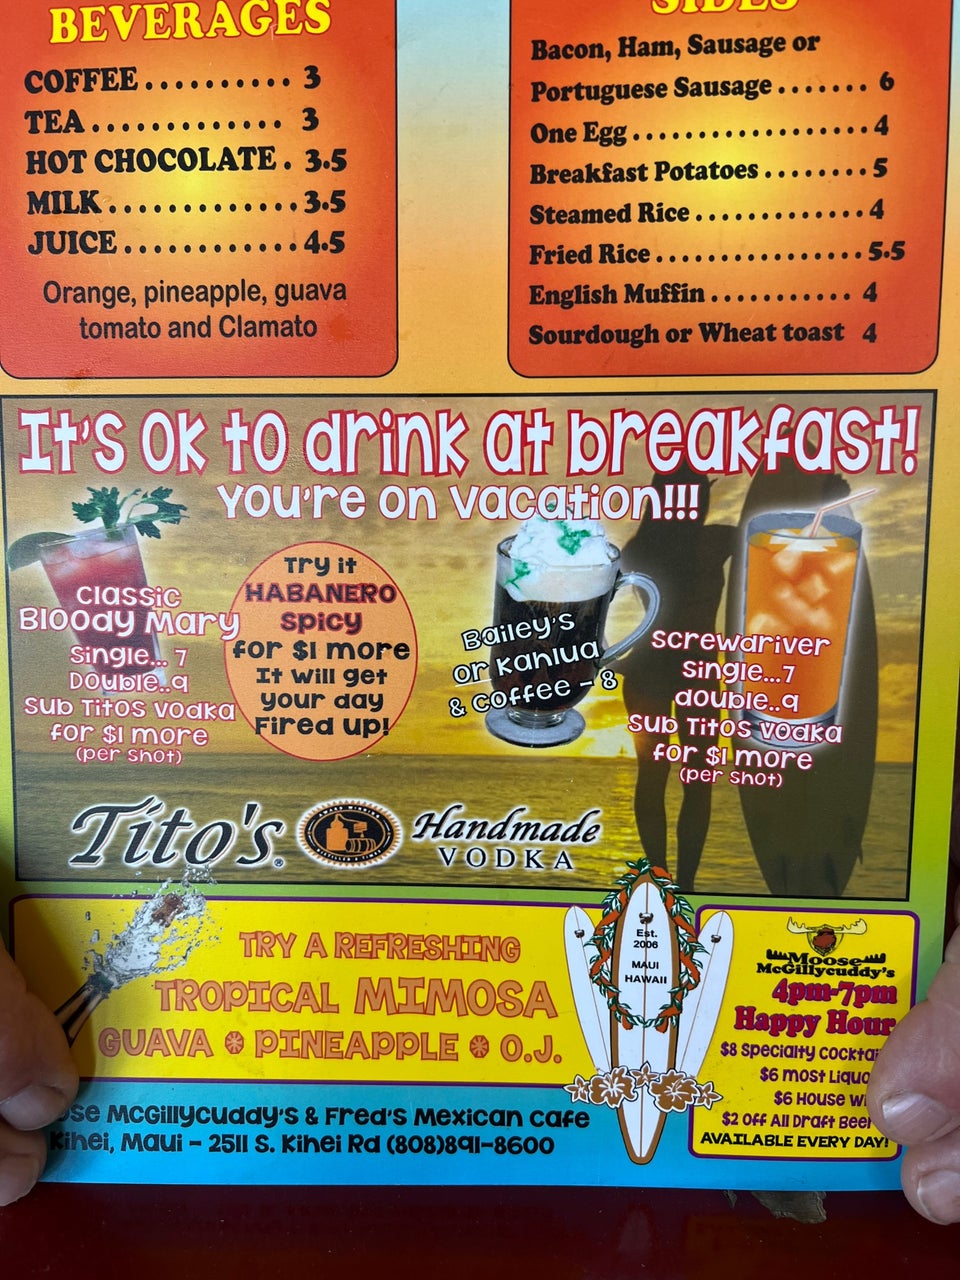 BEVERAGES
COFFEE.......... 3
TEA............. 3
HOT CHOCOLATE. 3.5
MILK............3.5
JUICE...........4.5
Orange, pineapple, guava
tomato and Clamato
SIDES
Bacon, Ham, Sausage or
Portuguese Sausage....... 6
One Egg..................4
Breakfast Potatoes........5
Steamed Rice.............4
Fried Rice................5.5
English Muffin........... 4
Sourdough or Wheat toast 4
It's OK to drink at breakfast!
You're on vacation!!!
Classic
Bloody Mary
Single... 7
Double..9
Sub Titos vodka
for $1 more
(per shot)
Try it
HABANERO
SPICY
for $1 more
It will get
your day
Fired up!
Bailey's
or Kahlua
& coffee - 8
Screwdriver
Single...7
double..9
Sub Titos vodka
for $1 more
(per shot)
Tito's
Handmade
VODKA
TRY A REFRESHING
TROPICAL MIMOSA
GUAVA * PINEAPPLE * O.J.
Est.
2006
MAUI
HAWAII
Moose
McGillycuddy's
4pm-7pm
Happy Hour
$8 Specialty
$6 most
$6 House
$2 Off All Draft
AVAILABLE EVERY DAY!
McGillycuddy's & Fred's Mexican Cafe
Kihei, Maui - 2511 S. Kihei Rd (808)891-8600